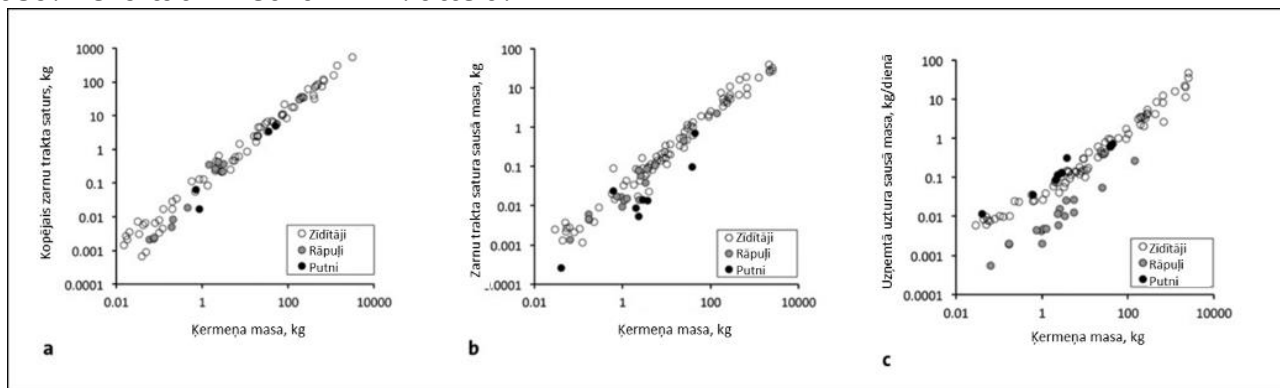 Kopējais zarnu trakta saturs, kg
1000
100
10
1
0.1
0.01
0.001
0.0001
0.01
1
100
10000
Ķermeņa masa, kg
Zīdītāji
Rāpuļi
Putni
a
Zarnu trakta satura sausā masa, kg
100
10
1
0.1
0.01
0.001
.0001
0.01
1
100
10000
Ķermeņa masa, kg
Zīdītāji
Rāpuļi
Putni
b
Uzņemtā uztura sausā masa, kg/dienā
100
10
1
0.1
0.01
0.001
0.0001
0.01
1
100
10000
Ķermeņa masa, kg
Zīdītāji
Rāpuļi
Putni
c